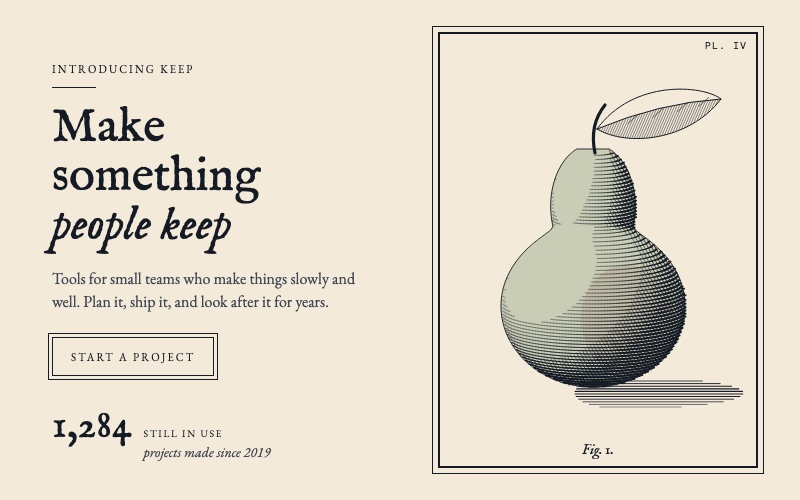 INTRODUCING KEEP
Make
something
people keep
Tools for small teams who make things slowly and
well. Plan it, ship it, and look after it for years.
START A PROJECT
1,284 STILL IN USE
projects made since 2019
PL. IV
Fig. 1.